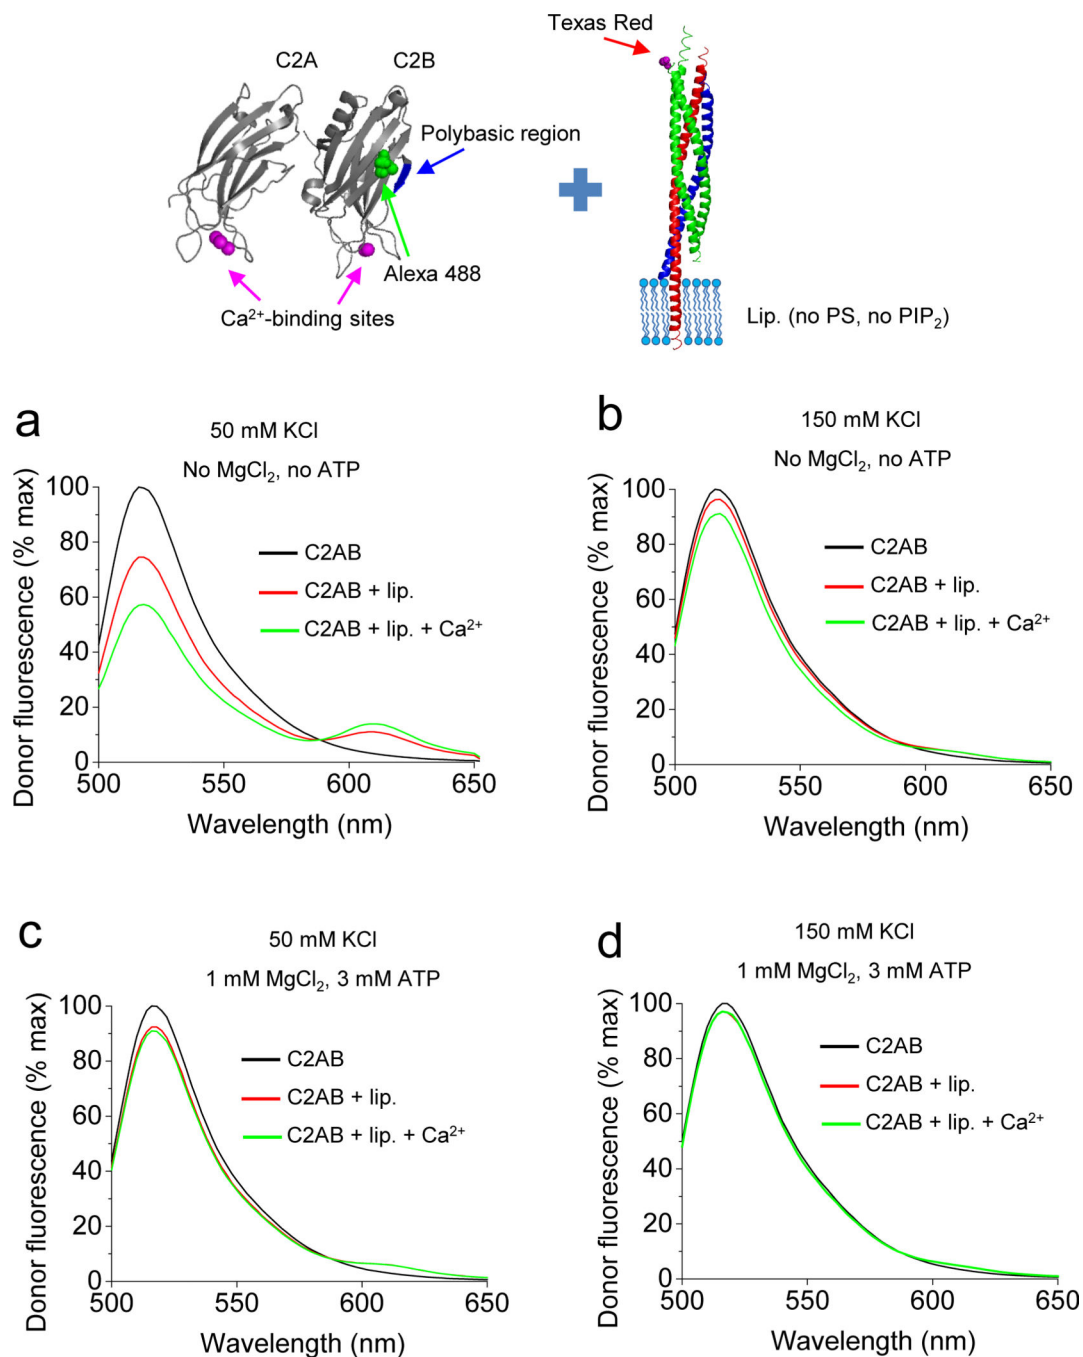 Texas Red
C2A
C2B
Polybasic region
Alexa 488
Ca²⁺-binding sites
Lip. (no PS, no PIP₂)
a
50 mM KCl
No MgCl₂, no ATP
Donor fluorescence (% max)
100
80
60
40
20
0
C2AB
C2AB + lip.
C2AB + lip. + Ca²⁺
500
550
600
650
Wavelength (nm)
b
150 mM KCl
No MgCl₂, no ATP
Donor fluorescence (% max)
100
80
60
40
20
0
C2AB
C2AB + lip.
C2AB + lip. + Ca²⁺
500
550
600
650
Wavelength (nm)
c
50 mM KCl
1 mM MgCl₂, 3 mM ATP
Donor fluorescence (% max)
100
80
60
40
20
0
C2AB
C2AB + lip.
C2AB + lip. + Ca²⁺
500
550
600
650
Wavelength (nm)
d
150 mM KCl
1 mM MgCl₂, 3 mM ATP
Donor fluorescence (% max)
100
80
60
40
20
0
C2AB
C2AB + lip.
C2AB + lip. + Ca²⁺
500
550
600
650
Wavelength (nm)